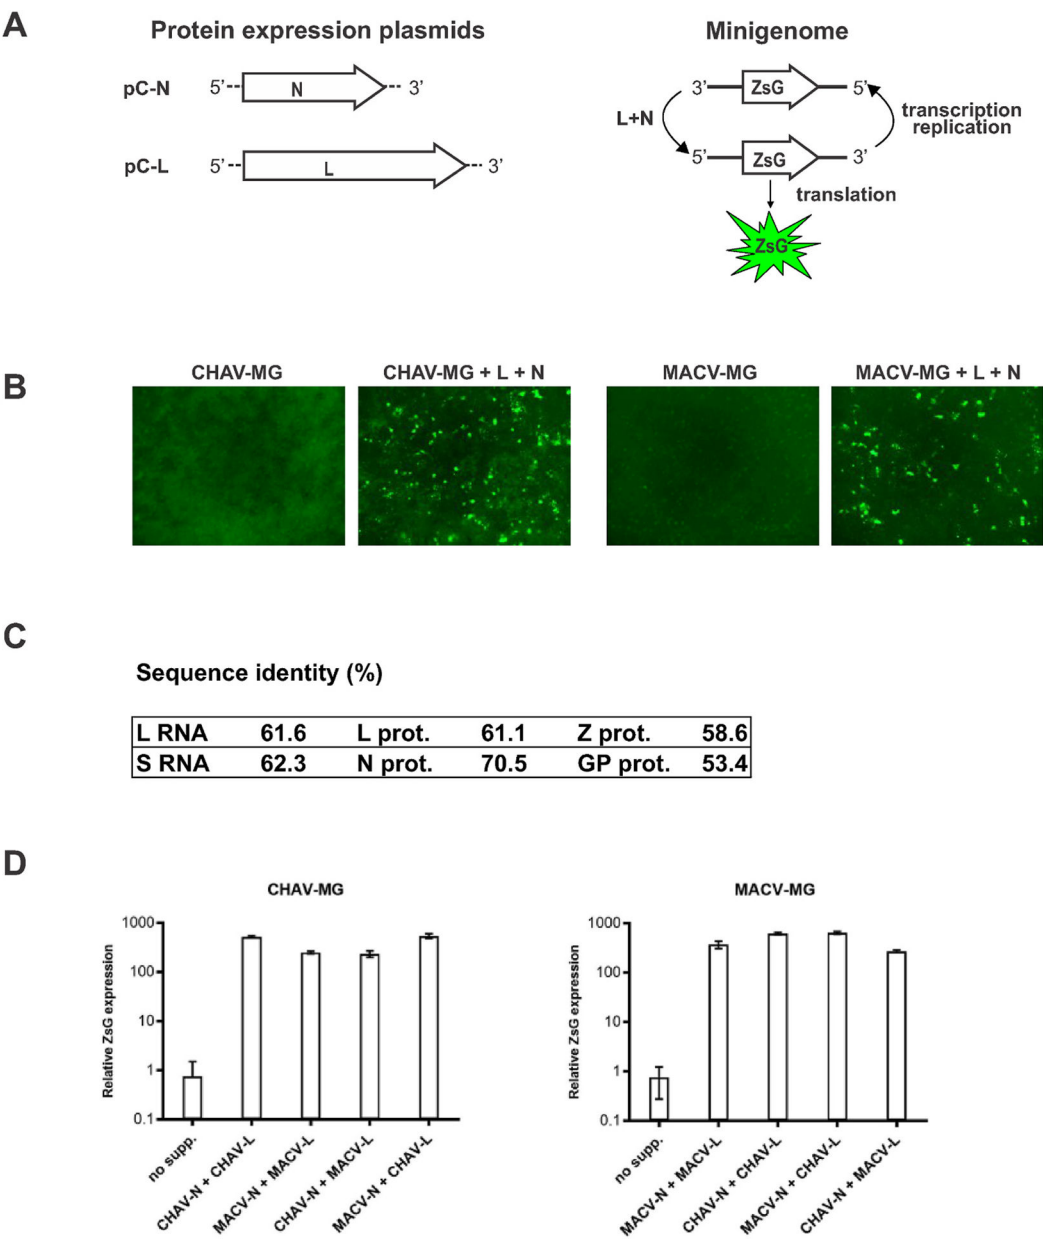 A
Protein expression plasmids
Minigenome
pC-N 5’ N 3’
pC-L 5’ L 3’
3’ ZsG 5’
L+N
transcription
replication
5’ ZsG 3’
translation
ZsG
B
CHAV-MG CHAV-MG + L + N MACV-MG MACV-MG + L + N
C
Sequence identity (%)
L RNA 61.6 L prot. 61.1 Z prot. 58.6
S RNA 62.3 N prot. 70.5 GP prot. 53.4
D
CHAV-MG
Relative ZsG expression
1000
100
10
1
0.1
no supp.
CHAV-N + CHAV-L
MACV-N + MACV-L
CHAV-N + MACV-L
MACV-N + CHAV-L
MACV-MG
Relative ZsG expression
1000
100
10
1
0.1
no supp.
MACV-N + MACV-L
CHAV-N + CHAV-L
MACV-N + CHAV-L
CHAV-N + MACV-L